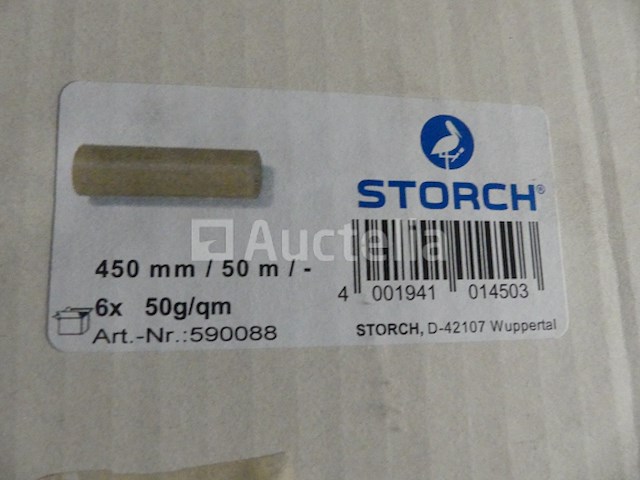 STORCH®
Auctelia
450 mm / 50 m / -
4 001941 014503
6x 50g/qm
Art.-Nr.:590088
STORCH, D-42107 Wuppertal